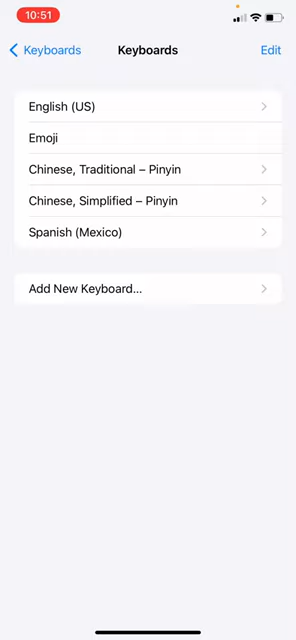 10:51
Keyboards
Keyboards
Edit
English (US)
Emoji
Chinese, Traditional – Pinyin
Chinese, Simplified – Pinyin
Spanish (Mexico)
Add New Keyboard...